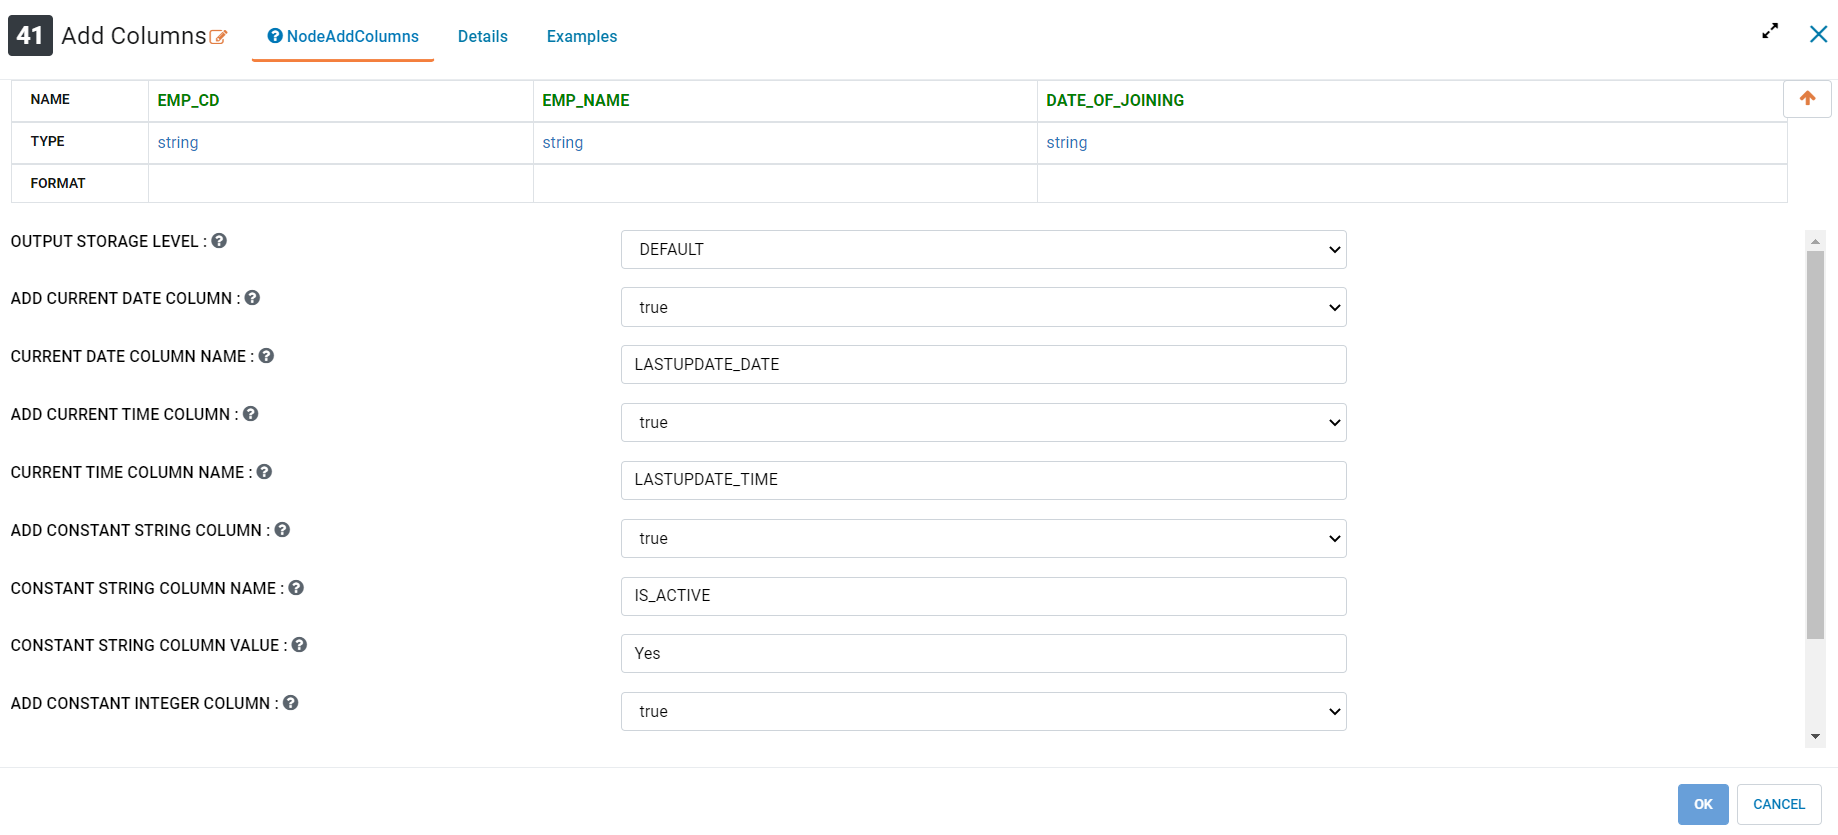 41 Add Columns NodeAddColumns Details Examples
NAME EMP_CD EMP_NAME DATE_OF_JOINING
TYPE string string string
FORMAT
OUTPUT STORAGE LEVEL : DEFAULT
ADD CURRENT DATE COLUMN : true
CURRENT DATE COLUMN NAME : LASTUPDATE_DATE
ADD CURRENT TIME COLUMN : true
CURRENT TIME COLUMN NAME : LASTUPDATE_TIME
ADD CONSTANT STRING COLUMN : true
CONSTANT STRING COLUMN NAME : IS_ACTIVE
CONSTANT STRING COLUMN VALUE : Yes
ADD CONSTANT INTEGER COLUMN : true
OK CANCEL